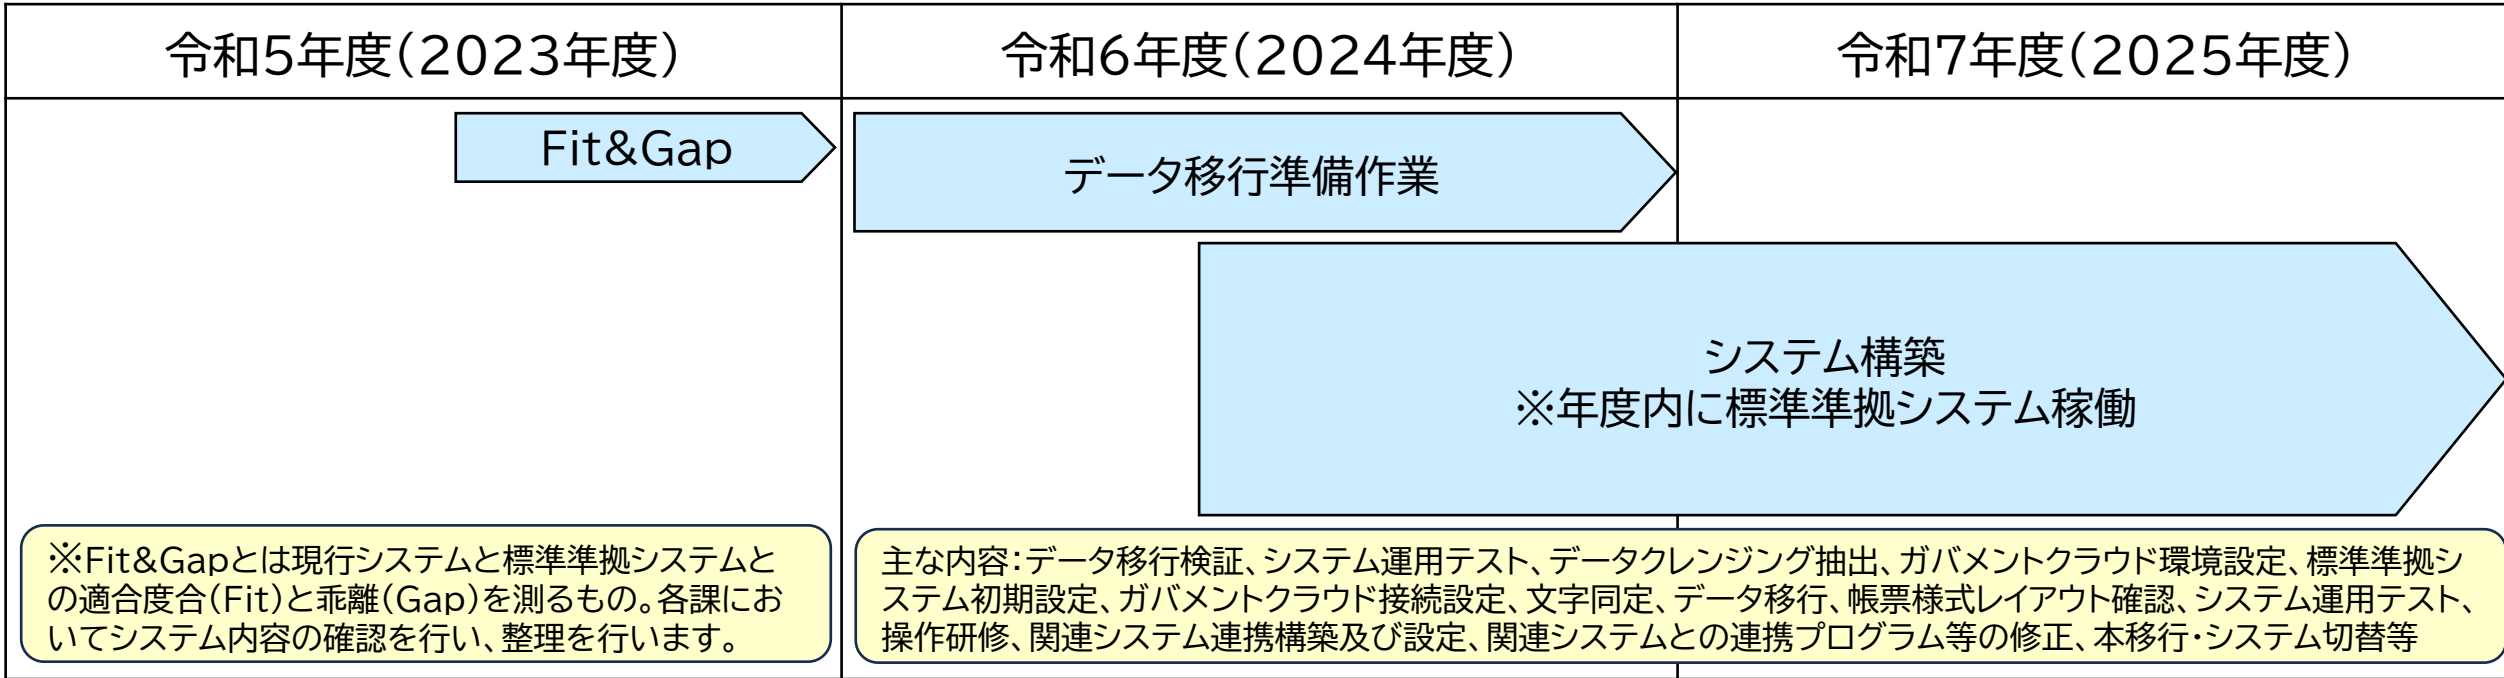 令和5年度(2023年度)
令和6年度(2024年度)
令和7年度(2025年度)
Fit&Gap
データ移行準備作業
システム構築
※年度内に標準準拠システム稼働
※Fit&Gapとは現行システムと標準準拠システムと
の適合度合(Fit)と乖離(Gap)を測るもの。各課にお
いてシステム内容の確認を行い、整理を行います。
主な内容:データ移行検証、システム運用テスト、データクレンジング抽出、ガバメントクラウド環境設定、標準準拠シ
ステム初期設定、ガバメントクラウド接続設定、文字同定、データ移行、帳票様式レイアウト確認、システム運用テスト、
操作研修、関連システム連携構築及び設定、関連システムとの連携プログラム等の修正、本移行・システム切替等